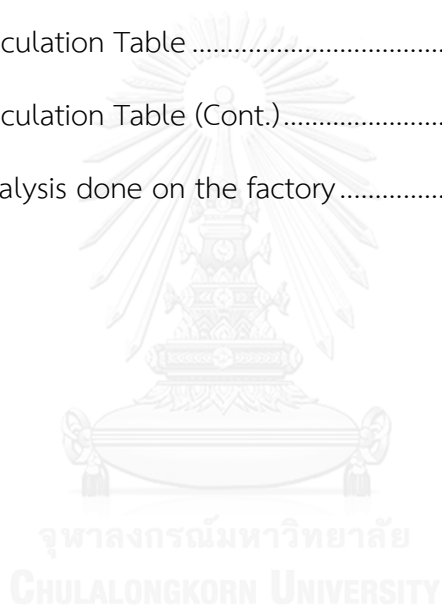 culation Table ........................................
culation Table (Cont.)........................
alysis done on the factory................
จุฬาลงกรณ์มหาวิทยาลัย
CHULALONGKORN UNIVERSITY